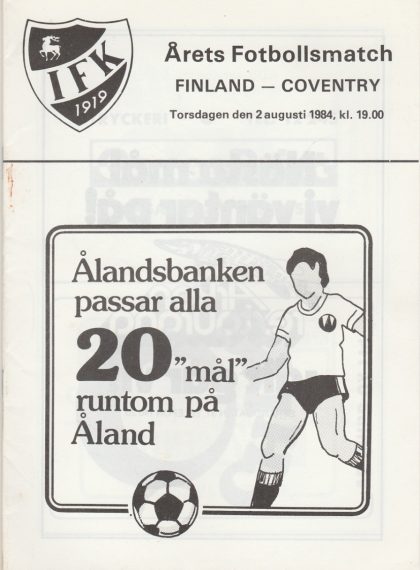 IFK
1919
Årets Fotbollsmatch
FINLAND – COVENTRY
Torsdagen den 2 augusti 1984, kl. 19.00
Ålandsbanken
passar alla
20 "mål"
runtom på
Åland